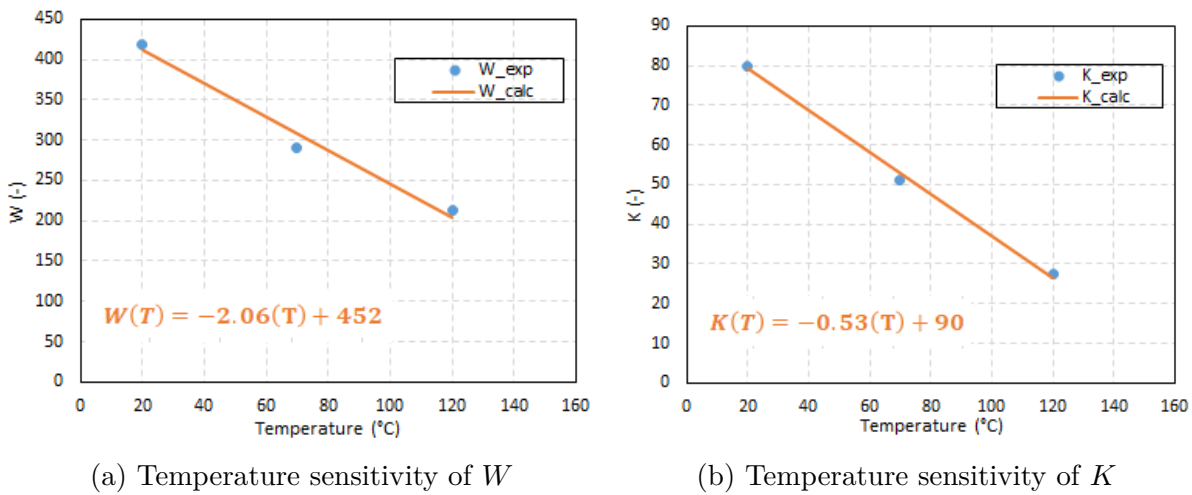 450
400
350
300
250
200
150
100
50
0
W (-)
W_exp
W_calc
W(T) = −2.06(T) + 452
0 20 40 60 80 100 120 140 160
Temperature (°C)
(a) Temperature sensitivity of W
90
80
70
60
50
40
30
20
10
0
K (-)
K_exp
K_calc
K(T) = −0.53(T) + 90
0 20 40 60 80 100 120 140 160
Temperature (°C)
(b) Temperature sensitivity of K